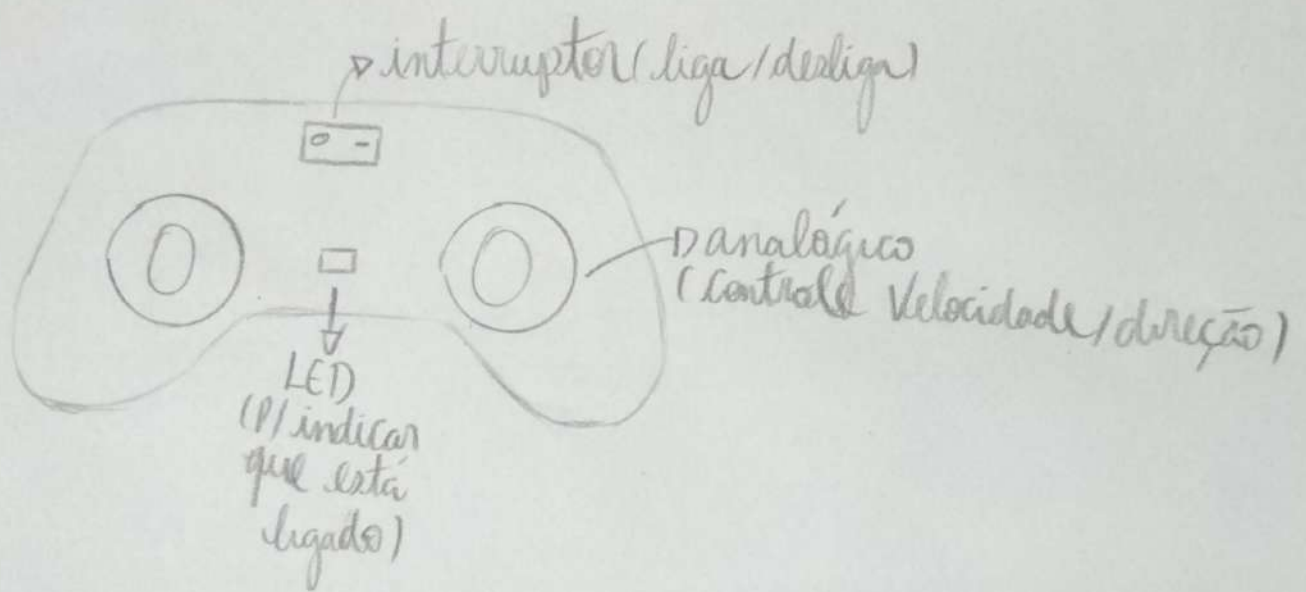 interruptor (liga/desliga)
analógico
(controle Velocidade/direção)
LED
(P/ indicar
que está
ligado)